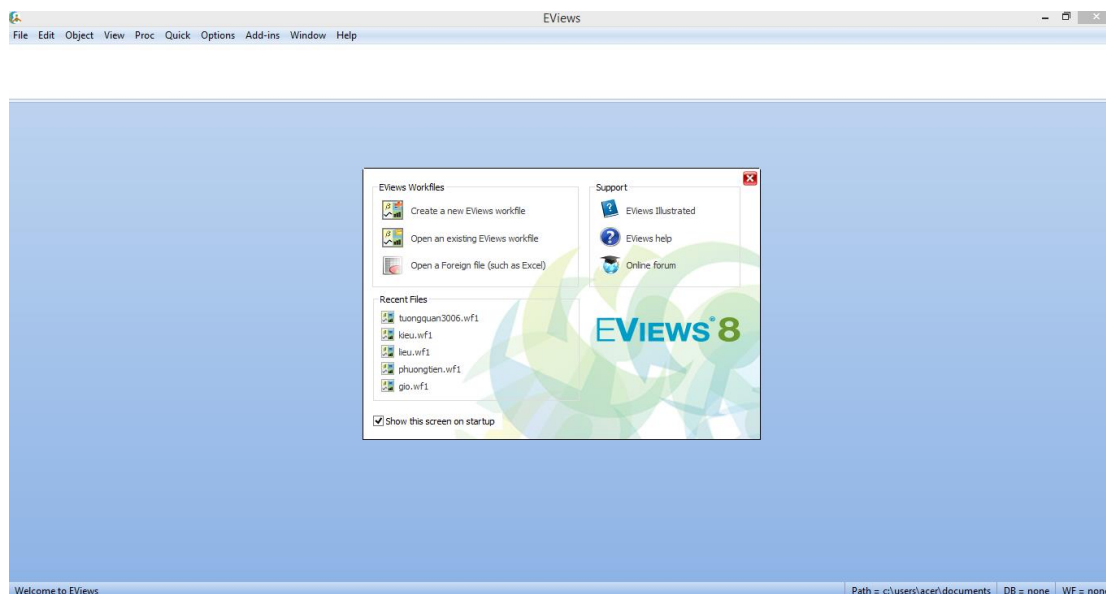 EViews
File Edit Object View Proc Quick Options Add-ins Window Help
EViews Workfiles
Create a new EViews workfile
Open an existing EViews workfile
Open a Foreign file (such as Excel)
Recent Files
tuongquan3006.wf1
kieu.wf1
lieu.wf1
phuongtien.wf1
gio.wf1
Show this screen on startup
Support
EViews Illustrated
EViews help
Online forum
EVIEWS® 8
Welcome to EViews
Path = c:\users\acer\documents DB = none WF = none